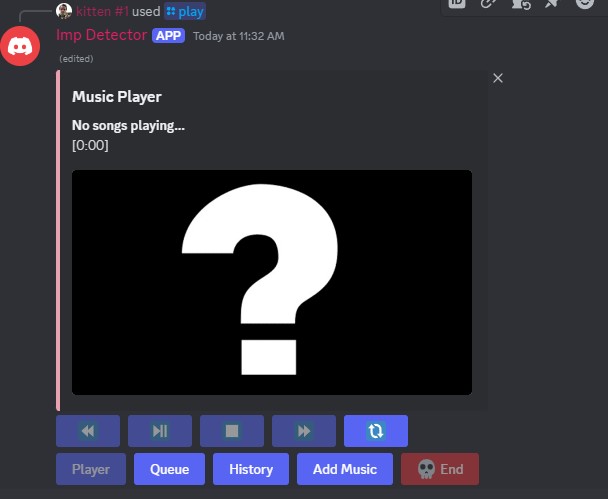 kitten #1 used play
Imp Detector APP Today at 11:32 AM
(edited)
Music Player
No songs playing...
[0:00]
?
Player Queue History Add Music End